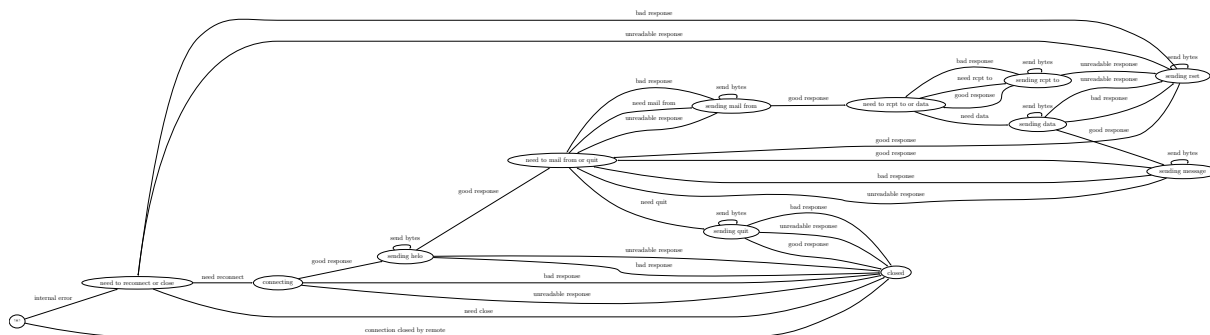 bad response
unreadable response
send bytes
sending rset
bad response
send bytes
unreadable response
need rcpt to
sending rcpt to
unreadable response
bad response
send bytes
good response
send bytes
need mail from
sending mail from
good response
need to rcpt to or data
need data
sending data
bad response
unreadable response
good response
good response
send bytes
need to mail from or quit
good response
bad response
sending message
unreadable response
need quit
send bytes
bad response
sending quit
unreadable response
good response
send bytes
sending helo
unreadable response
bad response
good response
need reconnect
need to reconnect or close
connecting
bad response
closed
unreadable response
internal error
need close
"*"
connection closed by remote